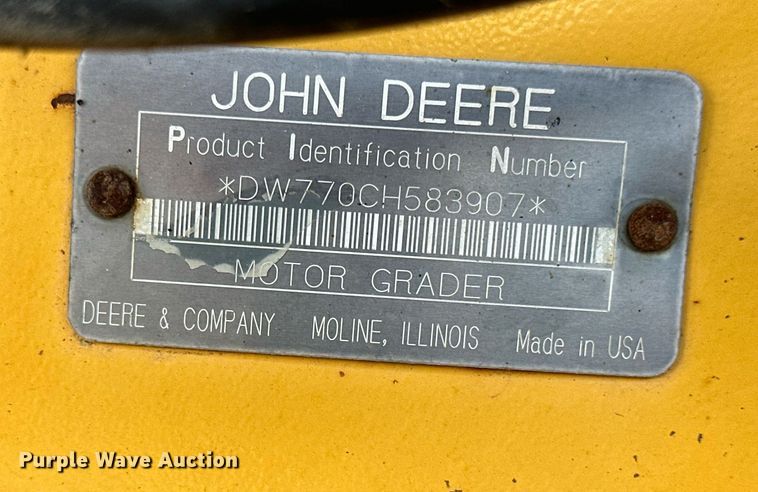 JOHN DEERE
Product Identification Number
*DW770CH583907*
MOTOR GRADER
DEERE & COMPANY MOLINE, ILLINOIS Made in USA
Purple Wave Auction